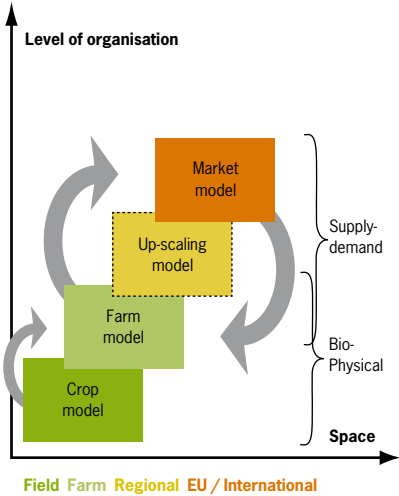 Level of organisation
Market
model
Up-scaling
model
Supply-
demand
Farm
model
Bio-
Physical
Crop
model
Space
Field Farm Regional EU / International